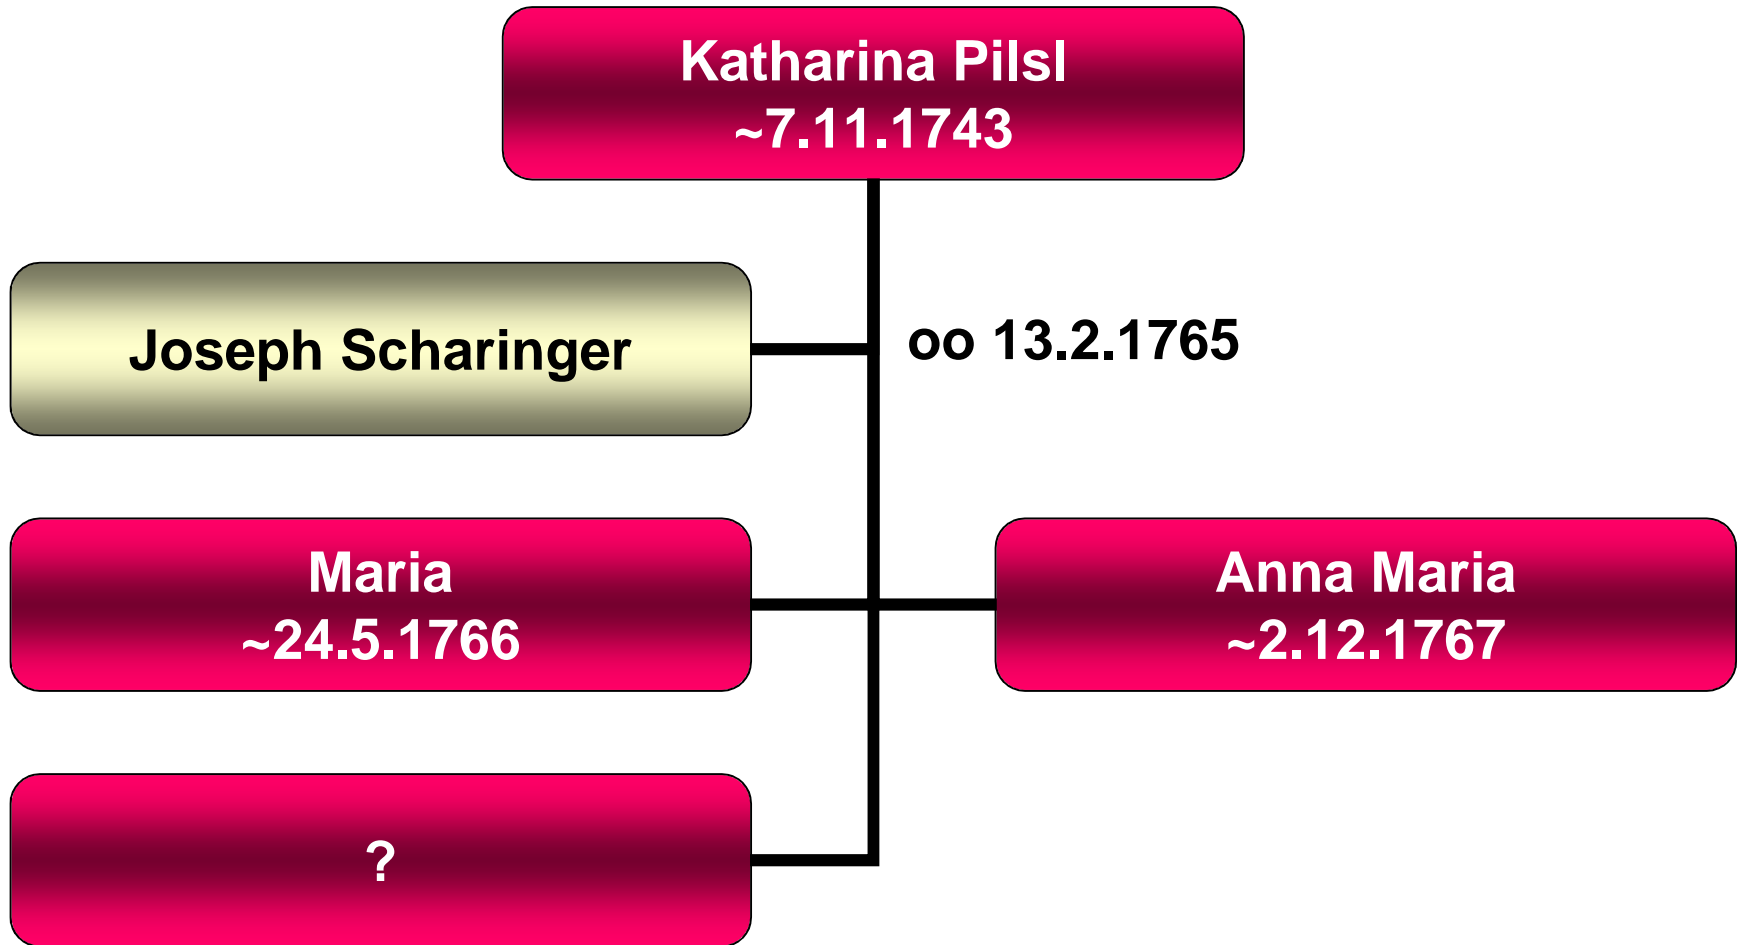 Katharina Pilsl
~7.11.1743
Joseph Scharinger
oo 13.2.1765
Maria
~24.5.1766
Anna Maria
~2.12.1767
?